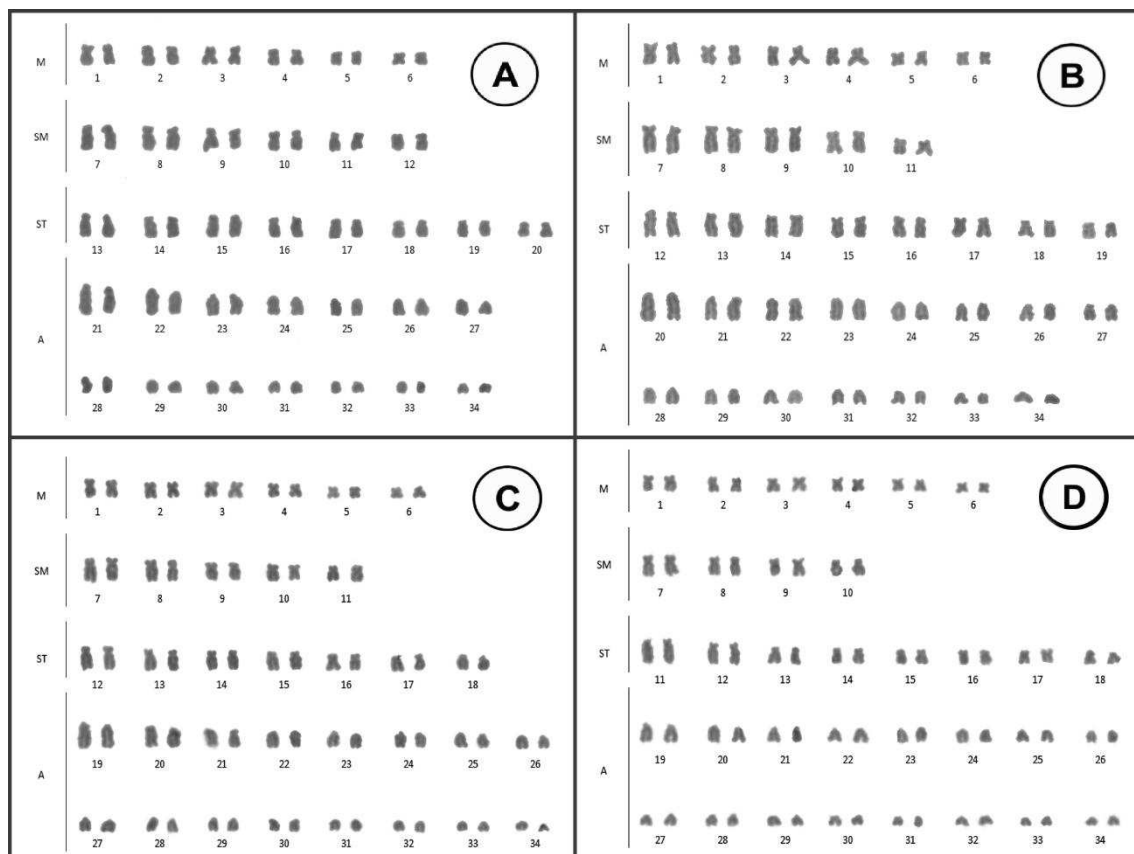 A
M
1 2 3 4 5 6
SM
7 8 9 10 11 12
ST
13 14 15 16 17 18 19 20
A
21 22 23 24 25 26 27
28 29 30 31 32 33 34
B
M
1 2 3 4 5 6
SM
7 8 9 10 11
ST
12 13 14 15 16 17 18 19
A
20 21 22 23 24 25 26 27
28 29 30 31 32 33 34
C
M
1 2 3 4 5 6
SM
7 8 9 10 11
ST
12 13 14 15 16 17 18
A
19 20 21 22 23 24 25 26
27 28 29 30 31 32 33 34
D
M
1 2 3 4 5 6
SM
7 8 9 10
ST
11 12 13 14 15 16 17 18
A
19 20 21 22 23 24 25 26
27 28 29 30 31 32 33 34